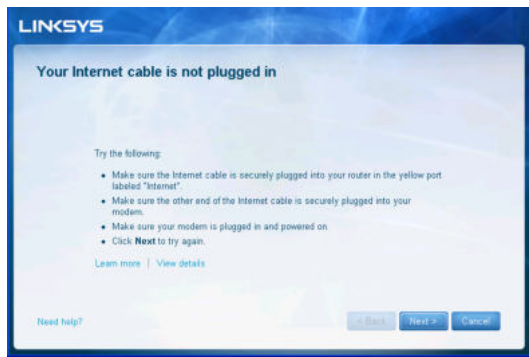 LINKSYS
Your Internet cable is not plugged in
Try the following:
• Make sure the Internet cable is securely plugged into your router in the yellow port
labeled "Internet".
• Make sure the other end of the Internet cable is securely plugged into your
modem.
• Make sure your modem is plugged in and powered on.
• Click Next to try again.
Learn more | View details
Need help?
< Back Next > Cancel